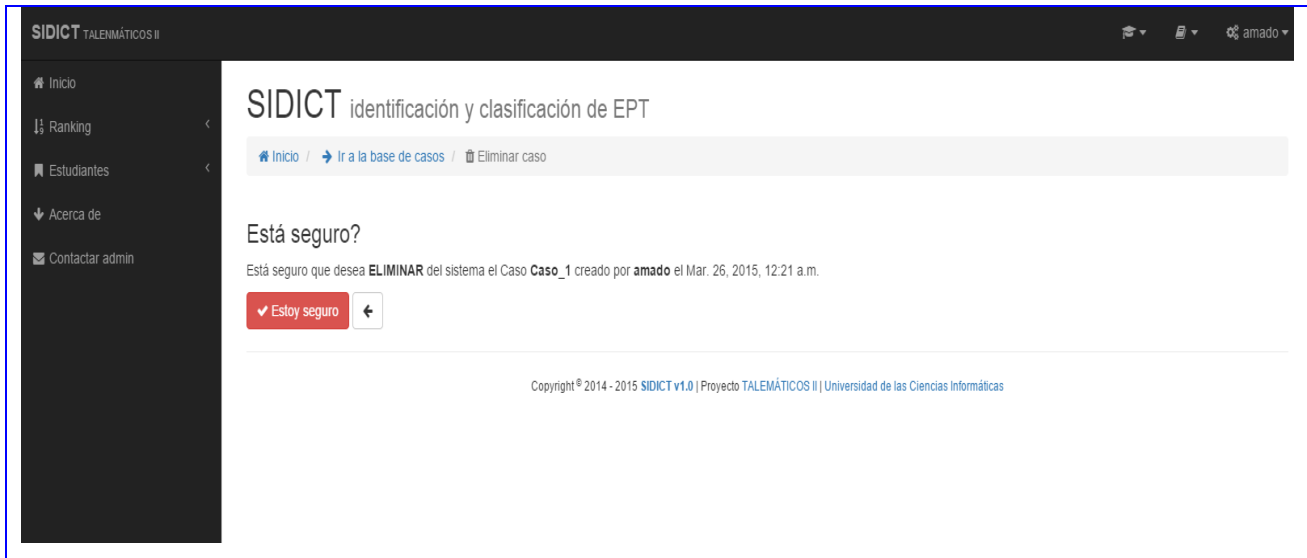 SIDICT TALENMÁTICOS II
amado
Inicio
Ranking
Estudiantes
Acerca de
Contactar admin
SIDICT identificación y clasificación de EPT
Inicio / Ir a la base de casos / Eliminar caso
Está seguro?
Está seguro que desea ELIMINAR del sistema el Caso Caso_1 creado por amado el Mar. 26, 2015, 12:21 a.m.
Estoy seguro
Copyright ® 2014 - 2015 SIDICT v1.0 | Proyecto TALEMÁTICOS II | Universidad de las Ciencias Informáticas